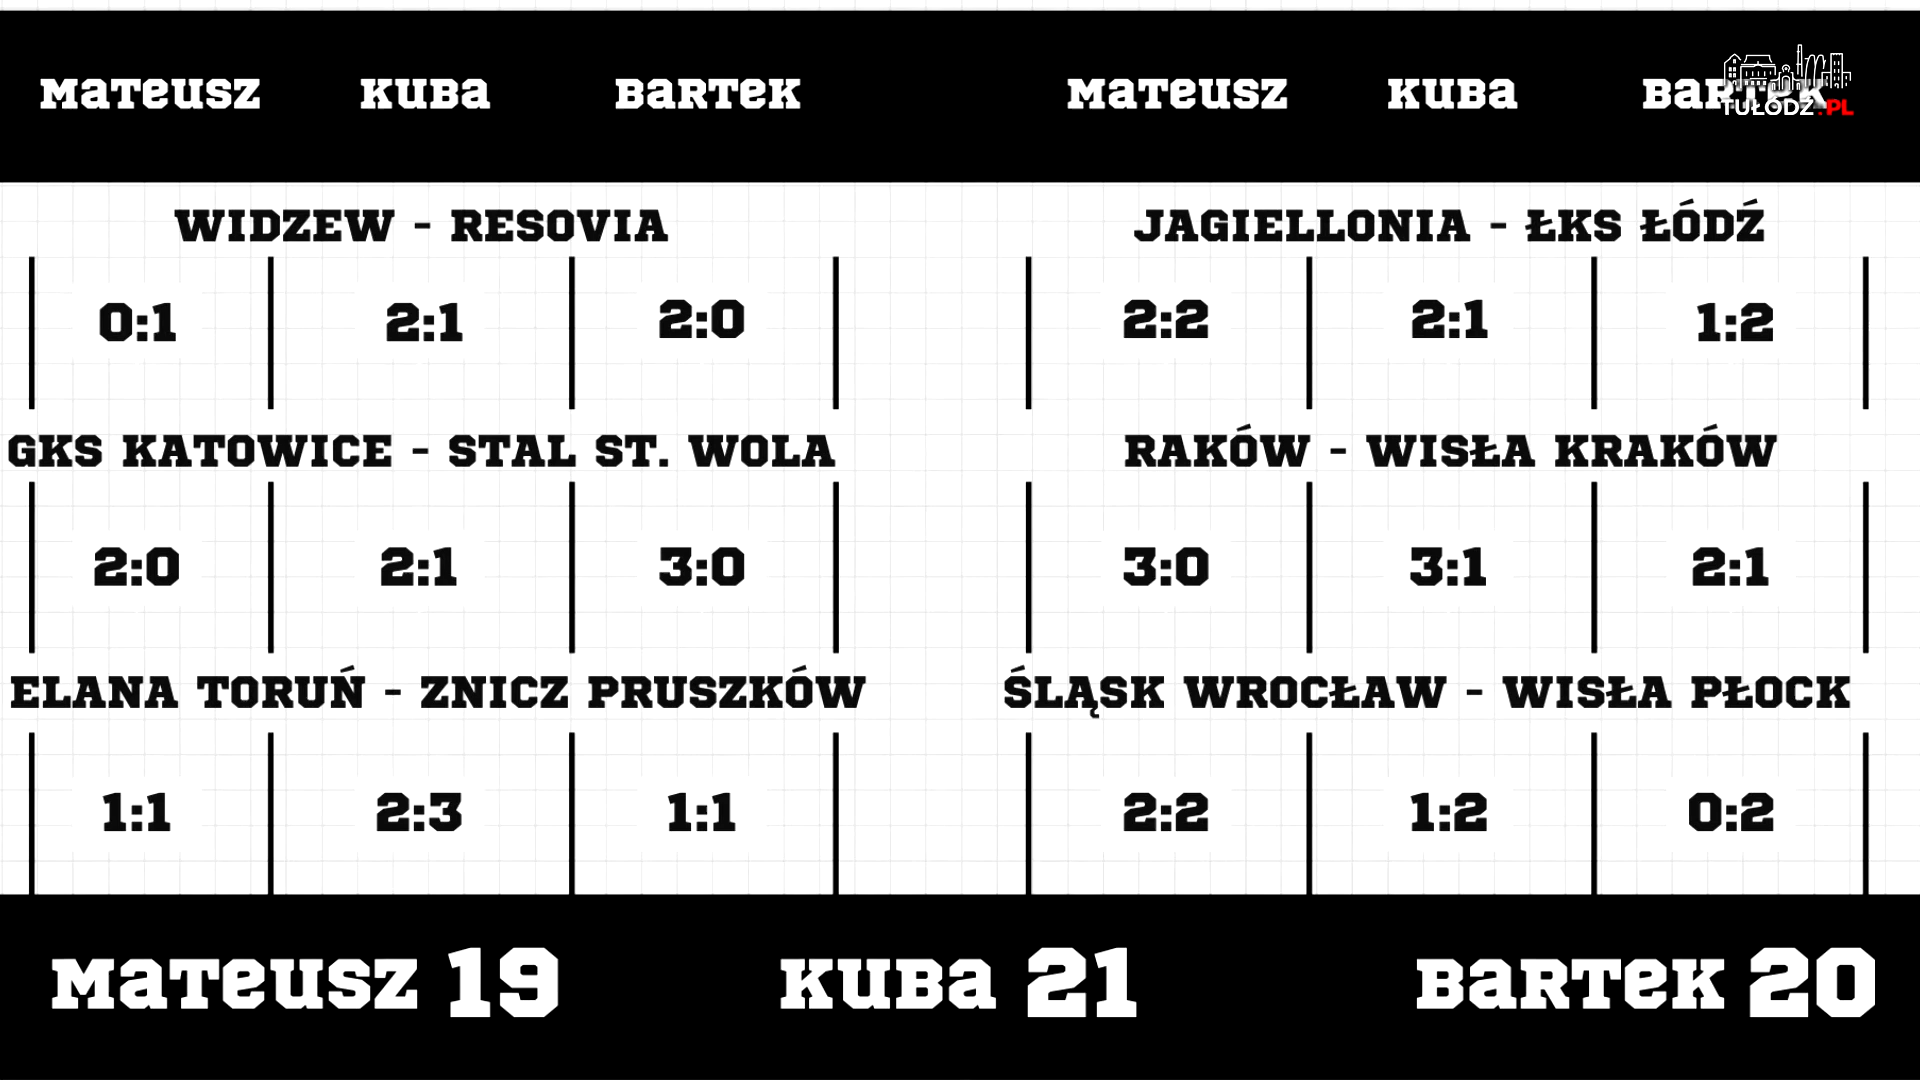 MATEUSZ KUBA BARTEK MATEUSZ KUBA BARTEK
TUŁÓDŹ.PL
WIDZEW - RESOVIA
0:1 2:1 2:0
GKS KATOWICE - STAL ST. WOLA
2:0 2:1 3:0
ELANA TORUŃ - ZNICZ PRUSZKÓW
1:1 2:3 1:1
JAGIELLONIA - ŁKS ŁÓDŹ
2:2 2:1 1:2
RAKÓW - WISŁA KRAKÓW
3:0 3:1 2:1
ŚLĄSK WROCŁAW - WISŁA PŁOCK
2:2 1:2 0:2
MATEUSZ 19 KUBA 21 BARTEK 20